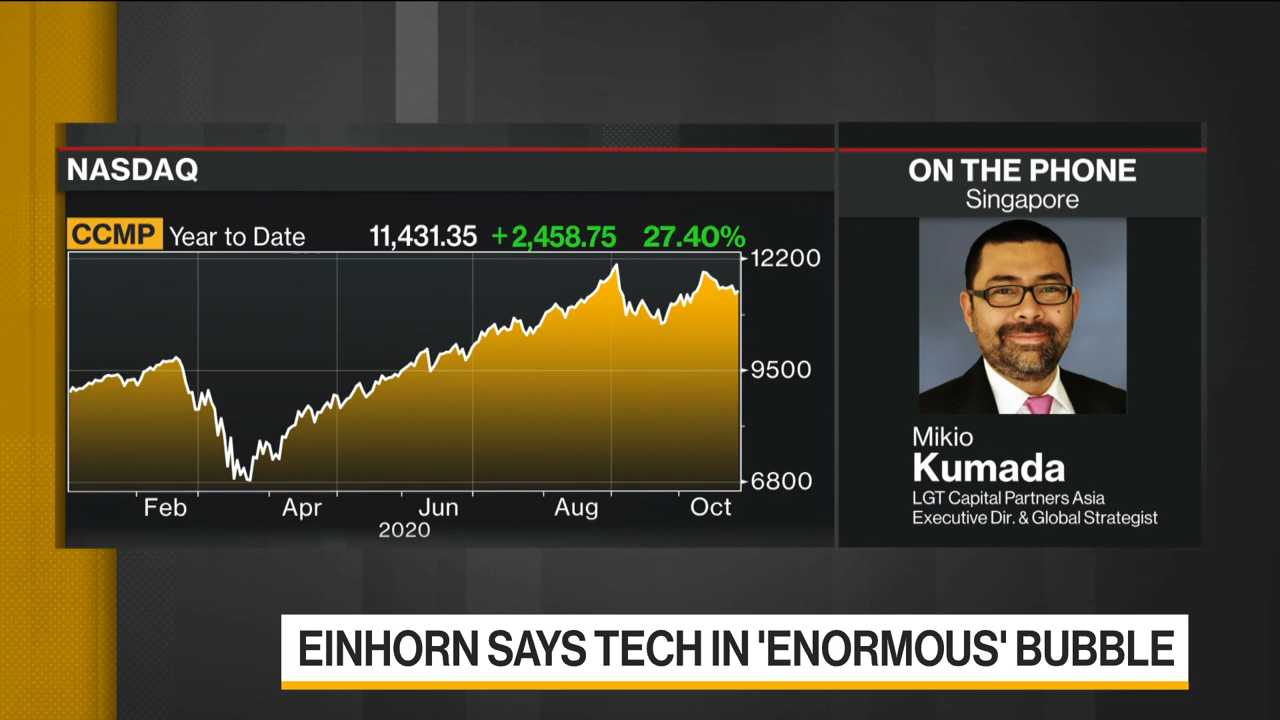 NASDAQ
CCMP Year to Date 11,431.35 +2,458.75 27.40%
12200
9500
6800
Feb Apr Jun Aug Oct
2020
ON THE PHONE
Singapore
Mikio
Kumada
LGT Capital Partners Asia
Executive Dir. & Global Strategist
EINHORN SAYS TECH IN 'ENORMOUS' BUBBLE